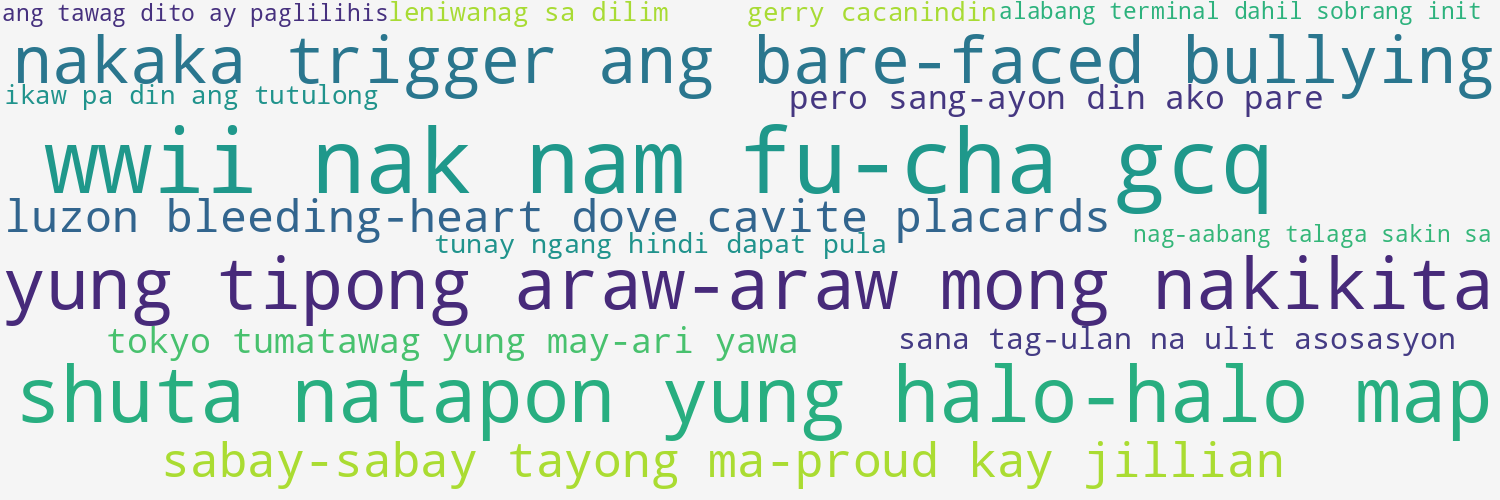 ang tawag dito ay paglilihis
leniwanag sa dilim
gerry cacanindin
alabang terminal dahil sobrang init
nakaka trigger ang bare-faced bullying
ikaw pa din ang tutulong
pero sang-ayon din ako pare
wwii nak nam fu-cha gcq
luzon bleeding-heart dove cavite placards
tunay ngang hindi dapat pula
nag-aabang talaga sakin sa
yung tipong araw-araw mong nakikita
tokyo tumatawag yung may-ari yawa
sana tag-ulan na ulit asosasyon
shuta natapon yung halo-halo map
sabay-sabay tayong ma-proud kay jillian